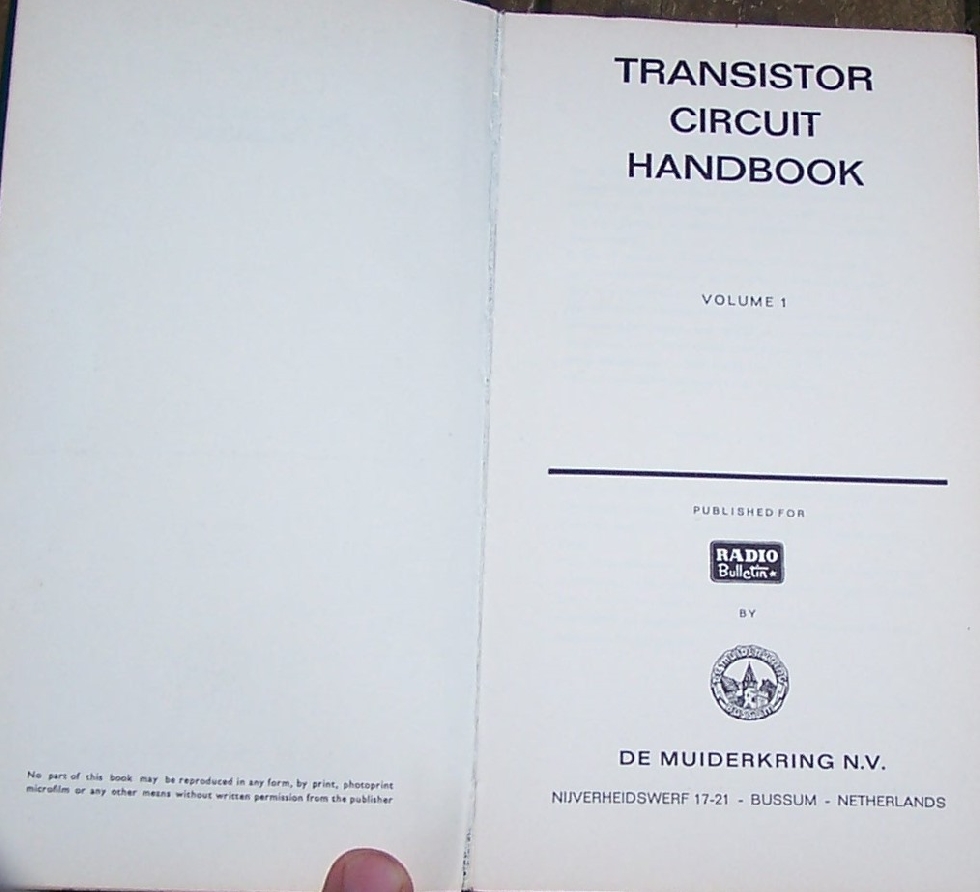 No part of this book may be reproduced in any form, by print, photoprint
microfilm or any other means without written permission from the publisher
TRANSISTOR
CIRCUIT
HANDBOOK
VOLUME 1
PUBLISHED FOR
RADIO
Bulletin
BY
DE MUIDERKRING N.V.
NIJVERHEIDSWERF 17-21 - BUSSUM - NETHERLANDS